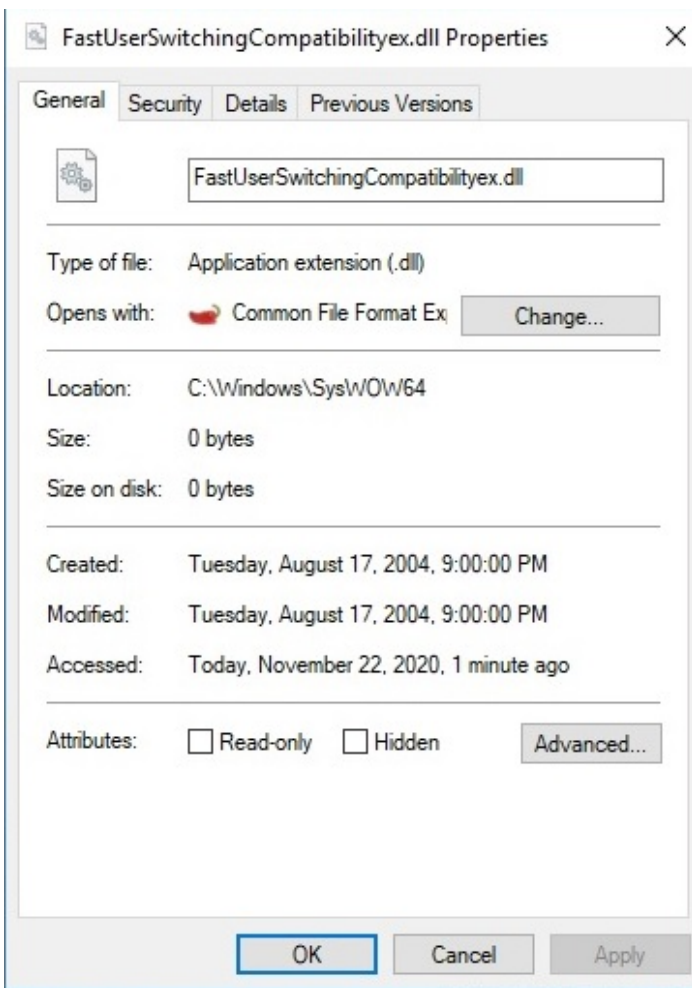 FastUserSwitchingCompatibilityex.dll Properties
General Security Details Previous Versions
FastUserSwitchingCompatibilityex.dll
Type of file: Application extension (.dll)
Opens with: Common File Format Ex Change...
Location: C:\Windows\SysWOW64
Size: 0 bytes
Size on disk: 0 bytes
Created: Tuesday, August 17, 2004, 9:00:00 PM
Modified: Tuesday, August 17, 2004, 9:00:00 PM
Accessed: Today, November 22, 2020, 1 minute ago
Attributes: Read-only Hidden Advanced...
OK Cancel Apply